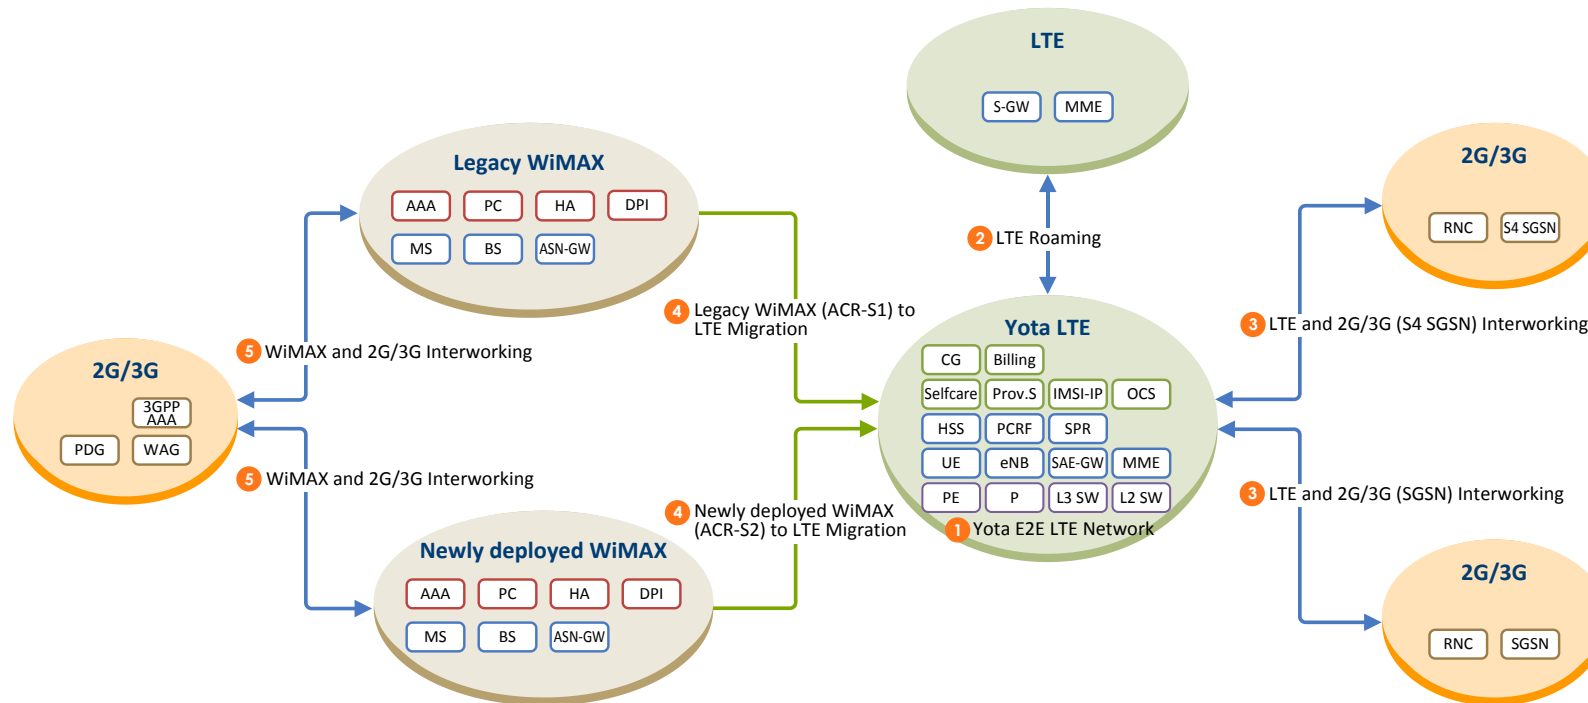 LTE
S-GW MME
Legacy WiMAX
AAA PC HA DPI
MS BS ASN-GW
2G/3G
RNC S4 SGSN
2 LTE Roaming
4 Legacy WiMAX (ACR-S1) to
LTE Migration
3 LTE and 2G/3G (S4 SGSN) Interworking
5 WiMAX and 2G/3G Interworking
2G/3G
3GPP
AAA
PDG WAG
5 WiMAX and 2G/3G Interworking
Yota LTE
CG Billing
Selfcare Prov.S IMSI-IP OCS
HSS PCRF SPR
UE eNB SAE-GW MME
PE P L3 SW L2 SW
1 Yota E2E LTE Network
4 Newly deployed WiMAX
(ACR-S2) to LTE Migration
3 LTE and 2G/3G (SGSN) Interworking
Newly deployed WiMAX
AAA PC HA DPI
MS BS ASN-GW
2G/3G
RNC SGSN